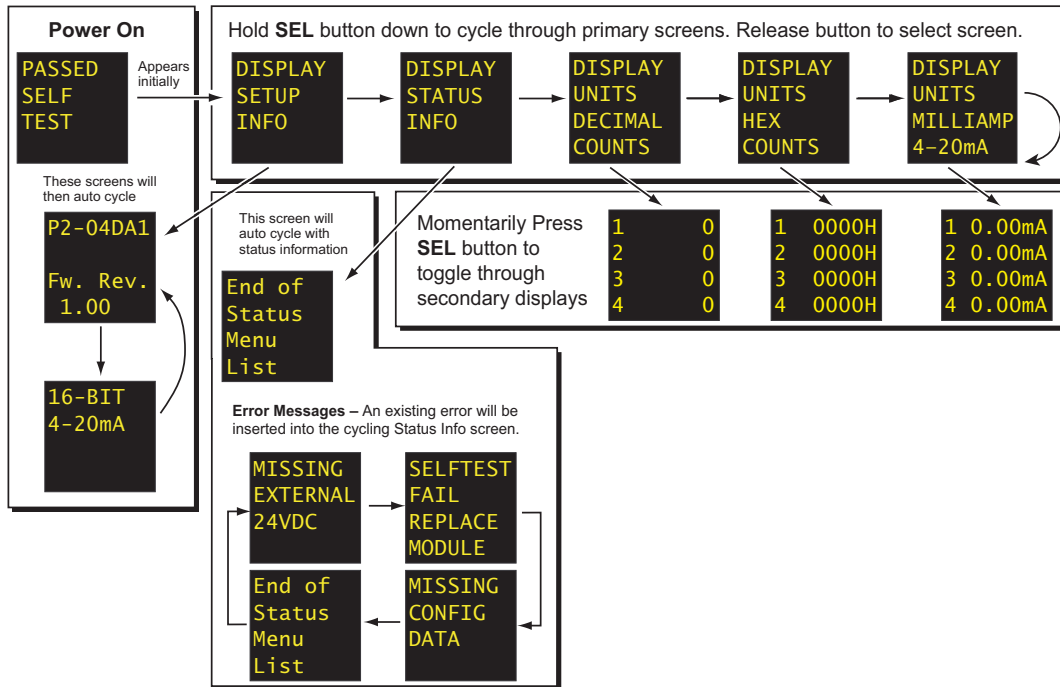 Power On
PASSED
SELF
TEST
Appears
initially
These screens will
then auto cycle
P2-04DA1
Fw. Rev.
1.00
16-BIT
4-20mA
Hold SEL button down to cycle through primary screens. Release button to select screen.
DISPLAY
SETUP
INFO
DISPLAY
STATUS
INFO
DISPLAY
UNITS
DECIMAL
COUNTS
DISPLAY
UNITS
HEX
COUNTS
DISPLAY
UNITS
MILLIAMP
4-20mA
Momentarily Press
SEL button to
toggle through
secondary displays
1 0
2 0
3 0
4 0
1 0000H
2 0000H
3 0000H
4 0000H
1 0.00mA
2 0.00mA
3 0.00mA
4 0.00mA
This screen will
auto cycle with
status information
End of
Status
Menu
List
Error Messages – An existing error will be
inserted into the cycling Status Info screen.
MISSING
EXTERNAL
24VDC
SELFTEST
FAIL
REPLACE
MODULE
End of
Status
Menu
List
MISSING
CONFIG
DATA